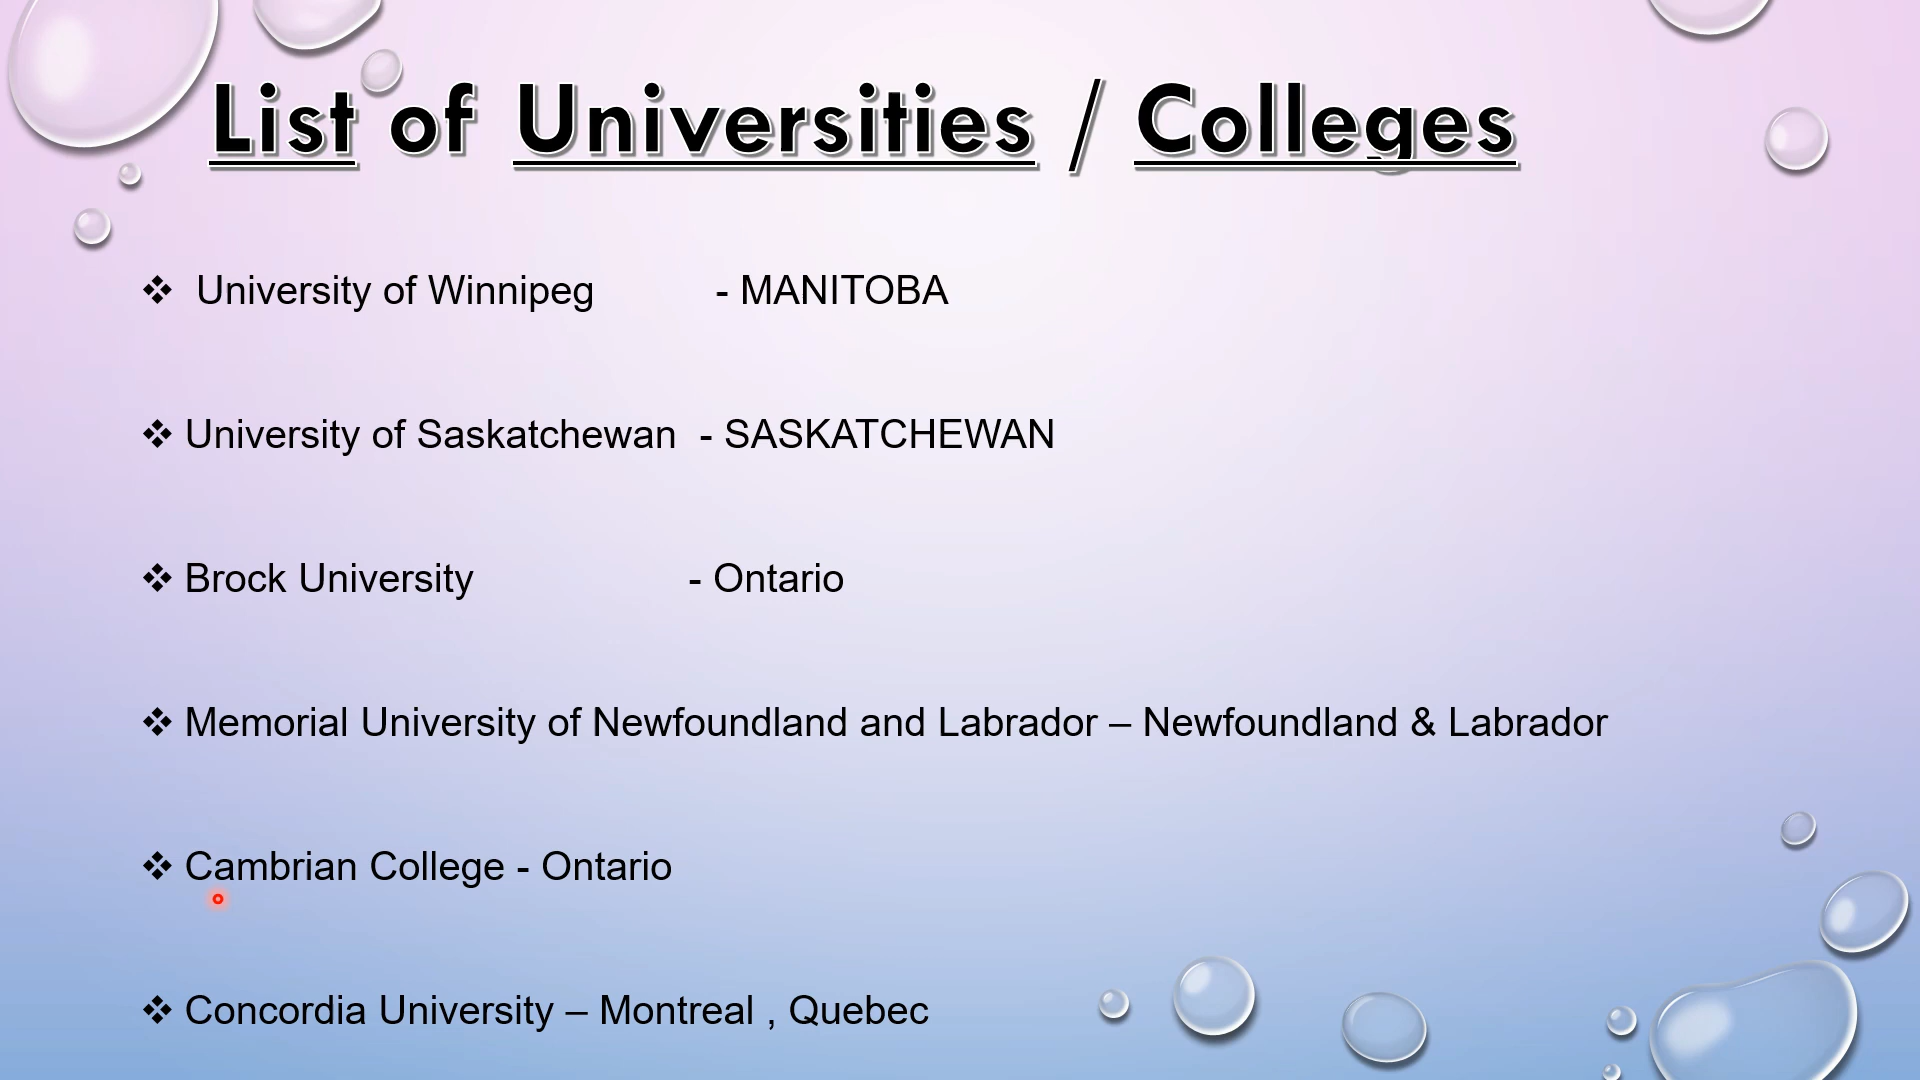 List of Universities / Colleges
❖ University of Winnipeg - MANITOBA
❖ University of Saskatchewan - SASKATCHEWAN
❖ Brock University - Ontario
❖ Memorial University of Newfoundland and Labrador – Newfoundland & Labrador
❖ Cambrian College - Ontario
❖ Concordia University – Montreal , Quebec